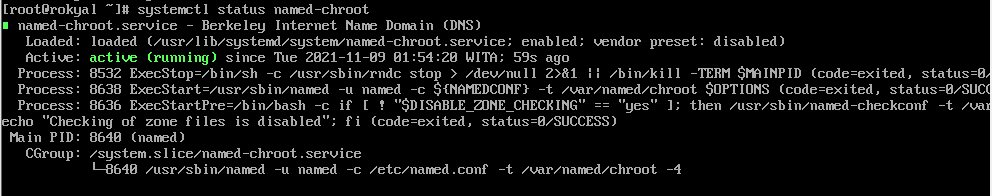 [root@rokyal ~]# systemctl status named-chroot
named-chroot.service - Berkeley Internet Name Domain (DNS)
Loaded: loaded (/usr/lib/systemd/system/named-chroot.service; enabled; vendor preset: disabled)
Active: active (running) since Tue 2021-11-09 01:54:20 WITA; 59s ago
Process: 8532 ExecStop=/bin/sh -c /usr/sbin/rndc stop > /dev/null 2>&1 || /bin/kill -TERM $MAINPID (code=exited, status=0/
Process: 8638 ExecStart=/usr/sbin/named -u named -c ${NAMEDCONF} -t /var/named/chroot $OPTIONS (code=exited, status=0/SUCC
Process: 8636 ExecStartPre=/bin/bash -c if [ ! "$DISABLE_ZONE_CHECKING" == "yes" ]; then /usr/sbin/named-checkconf -t /var
echo "Checking of zone files is disabled"; fi (code=exited, status=0/SUCCESS)
Main PID: 8640 (named)
CGroup: /system.slice/named-chroot.service
└─8640 /usr/sbin/named -u named -c /etc/named.conf -t /var/named/chroot -4